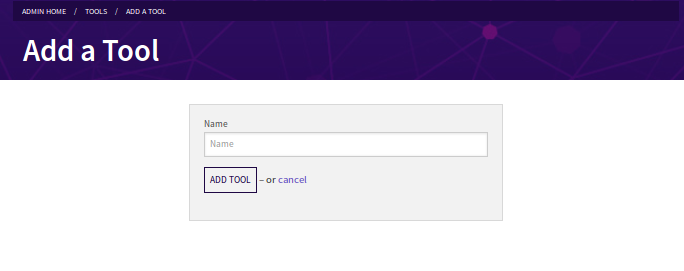 ADMIN HOME / TOOLS / ADD A TOOL
Add a Tool
Name
Name
ADD TOOL – or cancel